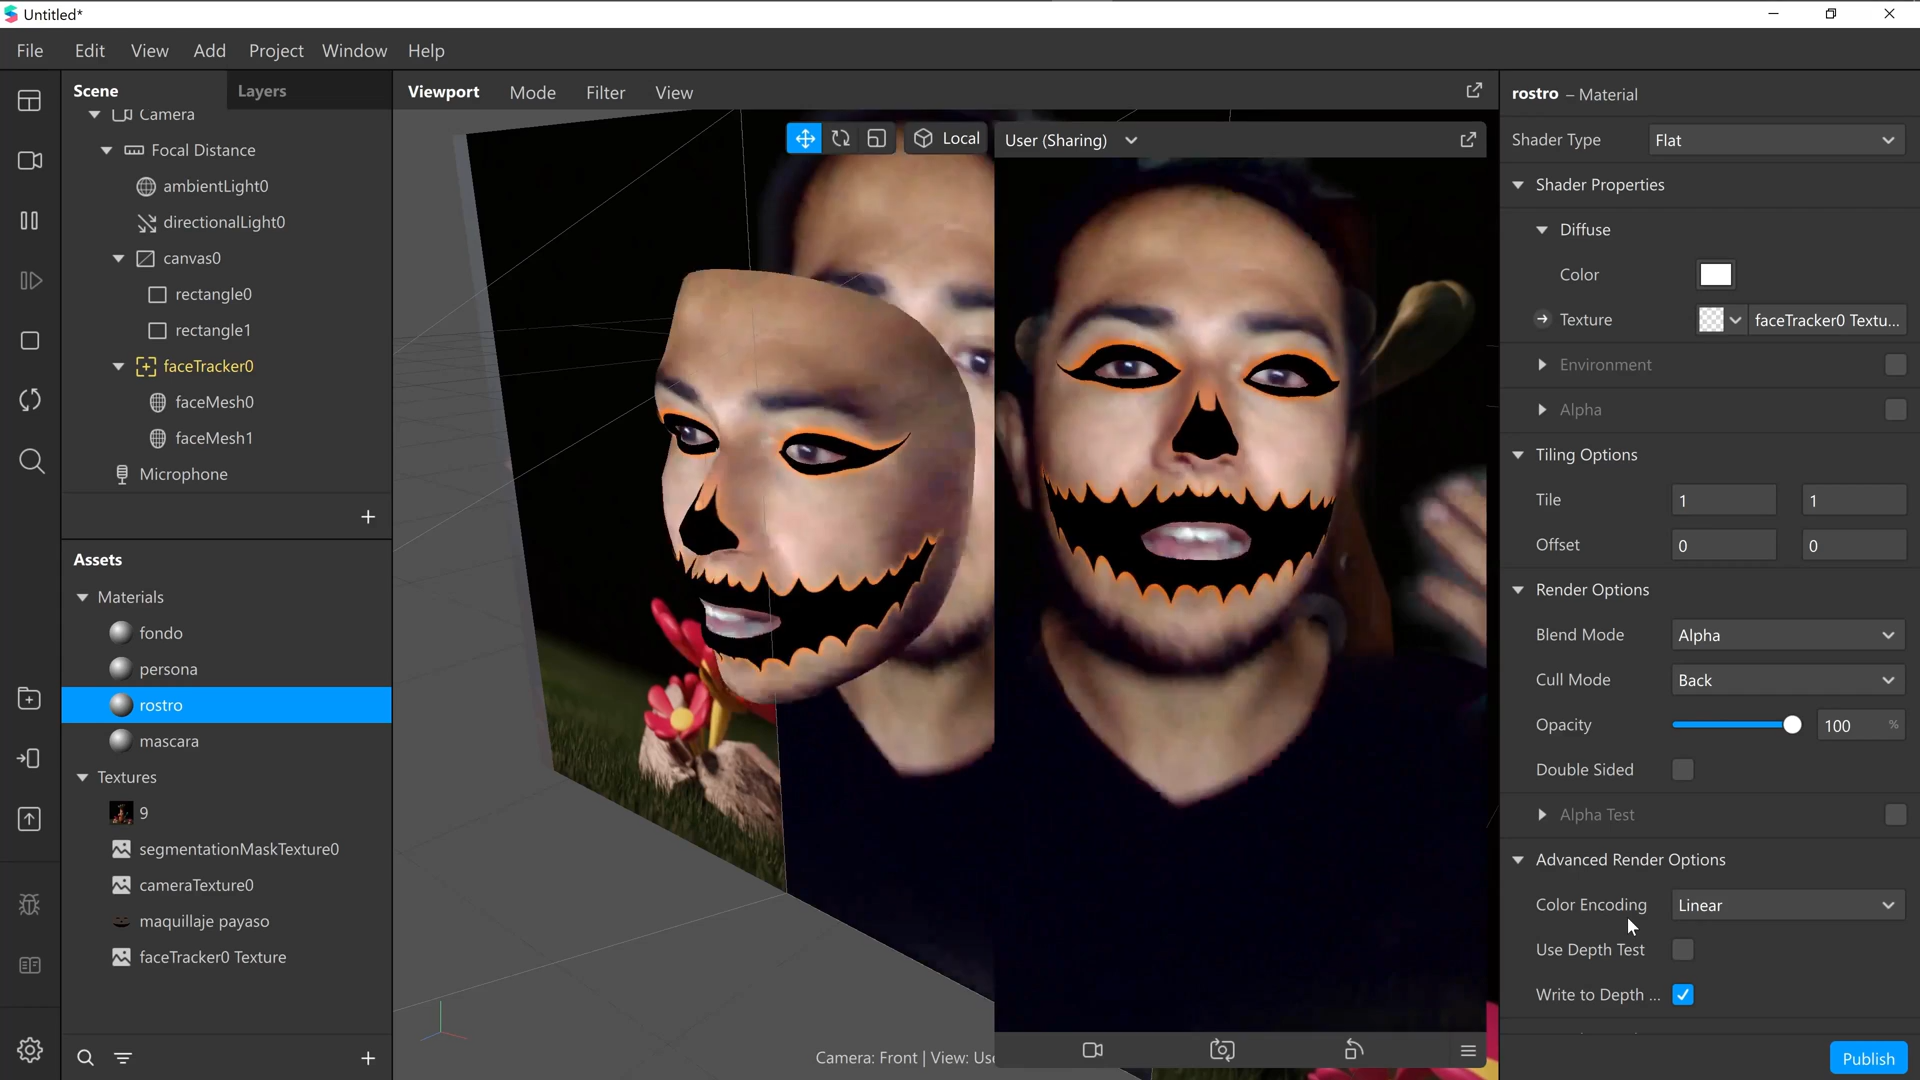 Untitled*
File Edit View Add Project Window Help
Scene Layers
Camera
Focal Distance
ambientLight0
directionalLight0
canvas0
rectangle0
rectangle1
faceTracker0
faceMesh0
faceMesh1
Microphone
+
Assets
Materials
fondo
persona
rostro
mascara
Textures
9
segmentationMaskTexture0
cameraTexture0
maquillaje payaso
faceTracker0 Texture
+
Viewport Mode Filter View
Local
User (Sharing)
Camera: Front | View: Use
rostro – Material
Shader Type Flat
Shader Properties
Diffuse
Color
Texture faceTracker0 Textu...
Environment
Alpha
Tiling Options
Tile 1 1
Offset 0 0
Render Options
Blend Mode Alpha
Cull Mode Back
Opacity 100 %
Double Sided
Alpha Test
Advanced Render Options
Color Encoding Linear
Use Depth Test
Write to Depth ...
Publish